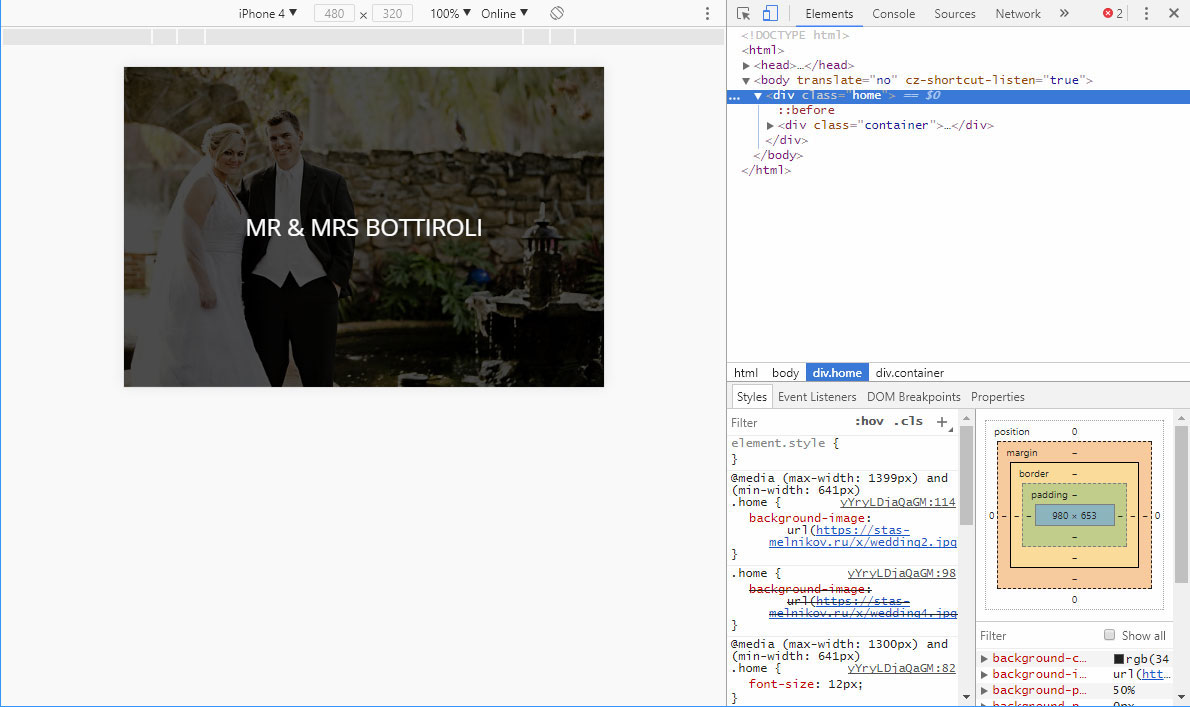 iPhone 4 ▼ 480 x 320 100% ▼ Online ▼
Elements Console Sources Network » 2
<!DOCTYPE html>
<html>
▶<head>…</head>
▼<body translate="no" cz-shortcut-listen="true">
… ▼<div class="home"> == $0
::before
▶<div class="container">…</div>
</div>
</body>
</html>
MR & MRS BOTTIROLI
html body div.home div.container
Styles Event Listeners DOM Breakpoints Properties
Filter :hov .cls +
element.style {
}
@media (max-width: 1399px) and
(min-width: 641px)
.home { yYryLDjaQaGM:114
background-image:
url(https://stas-
melnikov.ru/x/wedding2.jpg
}
.home { yYryLDjaQaGM:98
background-image:
url(https://stas-
melnikov.ru/x/wedding4.jpg
}
@media (max-width: 1300px) and
(min-width: 641px)
.home { yYryLDjaQaGM:82
font-size: 12px;
}
position 0
margin –
border –
padding –
0 – – – 980 × 653 – – – 0
–
–
–
0
Filter Show all
▶ background-c… rgb(34
▶ background-i… url(htt…
▶ background-p… 50%